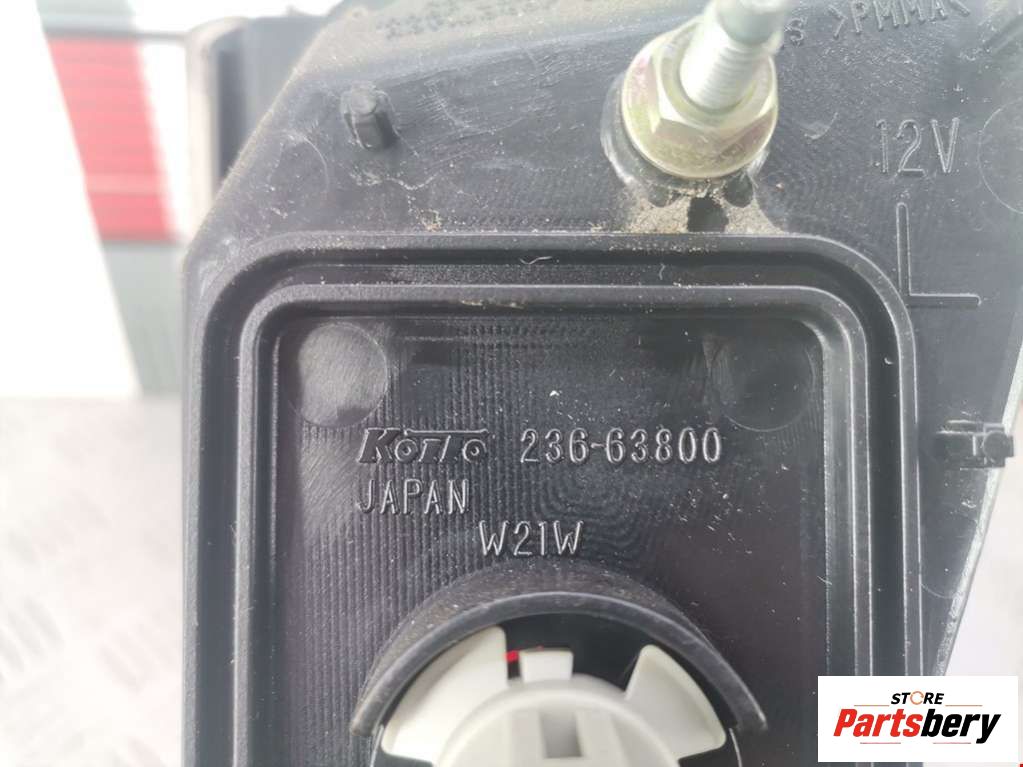 >PMMA<
12V
L
KOITO 236-63800
JAPAN
W21W
STORE
Partsbery